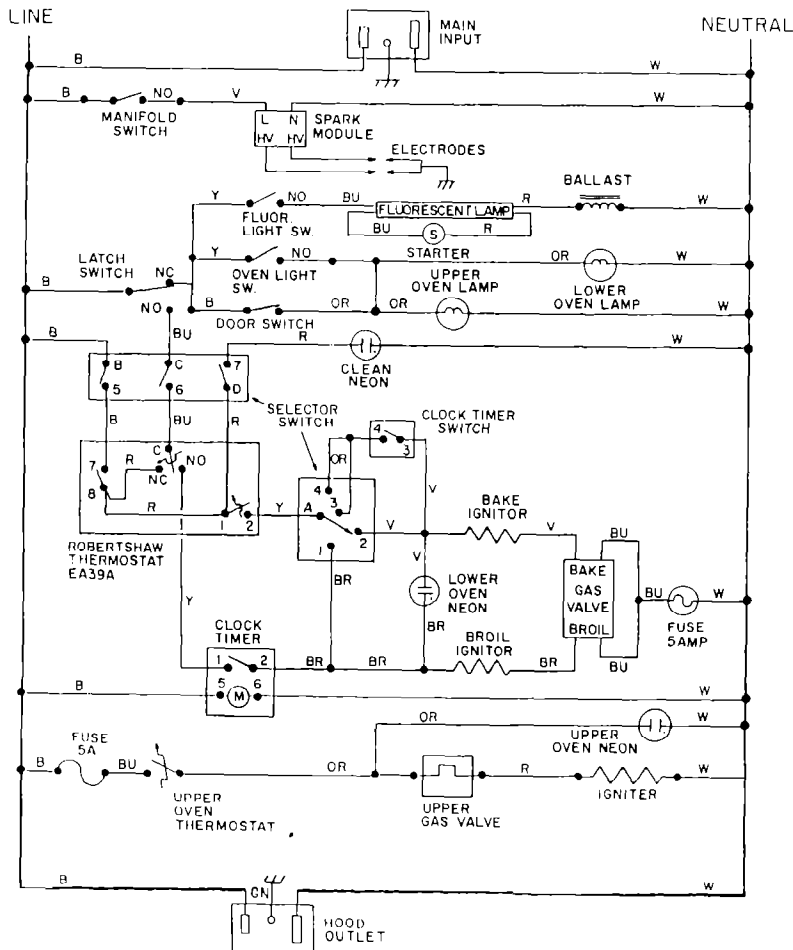 LINE
MAIN
INPUT
NEUTRAL
B
W
B
NO
V
W
MANIFOLD
SWITCH
L N
HV HV
SPARK
MODULE
ELECTRODES
Y
NO
BU
FLUORESCENT LAMP
R
BALLAST
W
FLUOR.
LIGHT SW.
BU
S
R
STARTER
LATCH
SWITCH
NC
Y
NO
OVEN LIGHT
SW.
UPPER
OVEN LAMP
OR
W
LOWER
OVEN LAMP
B
NO
B
OR
OR
W
DOOR SWITCH
B
BU
R
W
CLEAN
NEON
B C 7
5 6 D
SELECTOR
SWITCH
CLOCK TIMER
SWITCH
B
BU
R
4
3
OR
7
8
R
C
NC
NO
R
1 2
Y
A
4
3
2
1
V
V
BAKE
IGNITOR
V
BU
ROBERTSHAW
THERMOSTAT
EA39A
BR
V
LOWER
OVEN
NEON
BAKE
GAS
VALVE
BROIL
BU
W
FUSE
5AMP
Y
CLOCK
TIMER
BR
BROIL
IGNITOR
1 2
BR
BR
BR
BU
B
5 M 6
W
OR
W
UPPER
OVEN NEON
FUSE
5A
B
BU
OR
R
W
UPPER
OVEN
THERMOSTAT
UPPER
GAS VALVE
IGNITER
B
GN
W
HOOD
OUTLET